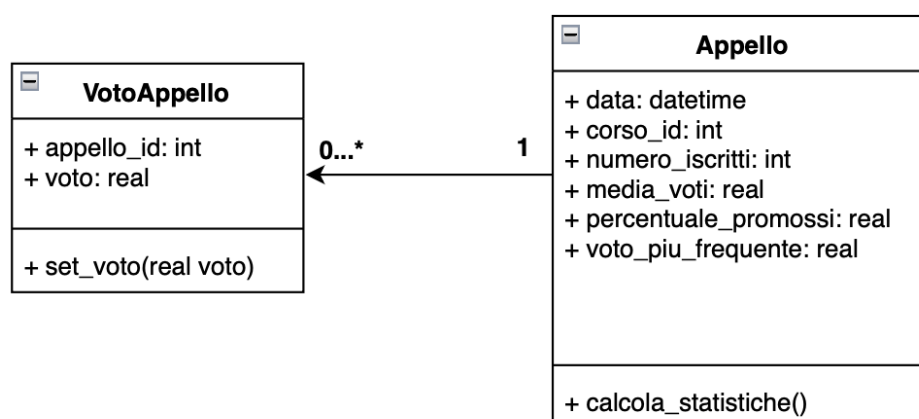 VotoAppello
+ appello_id: int
+ voto: real
+ set_voto(real voto)
0...*
1
Appello
+ data: datetime
+ corso_id: int
+ numero_iscritti: int
+ media_voti: real
+ percentuale_promossi: real
+ voto_piu_frequente: real
+ calcola_statistiche()